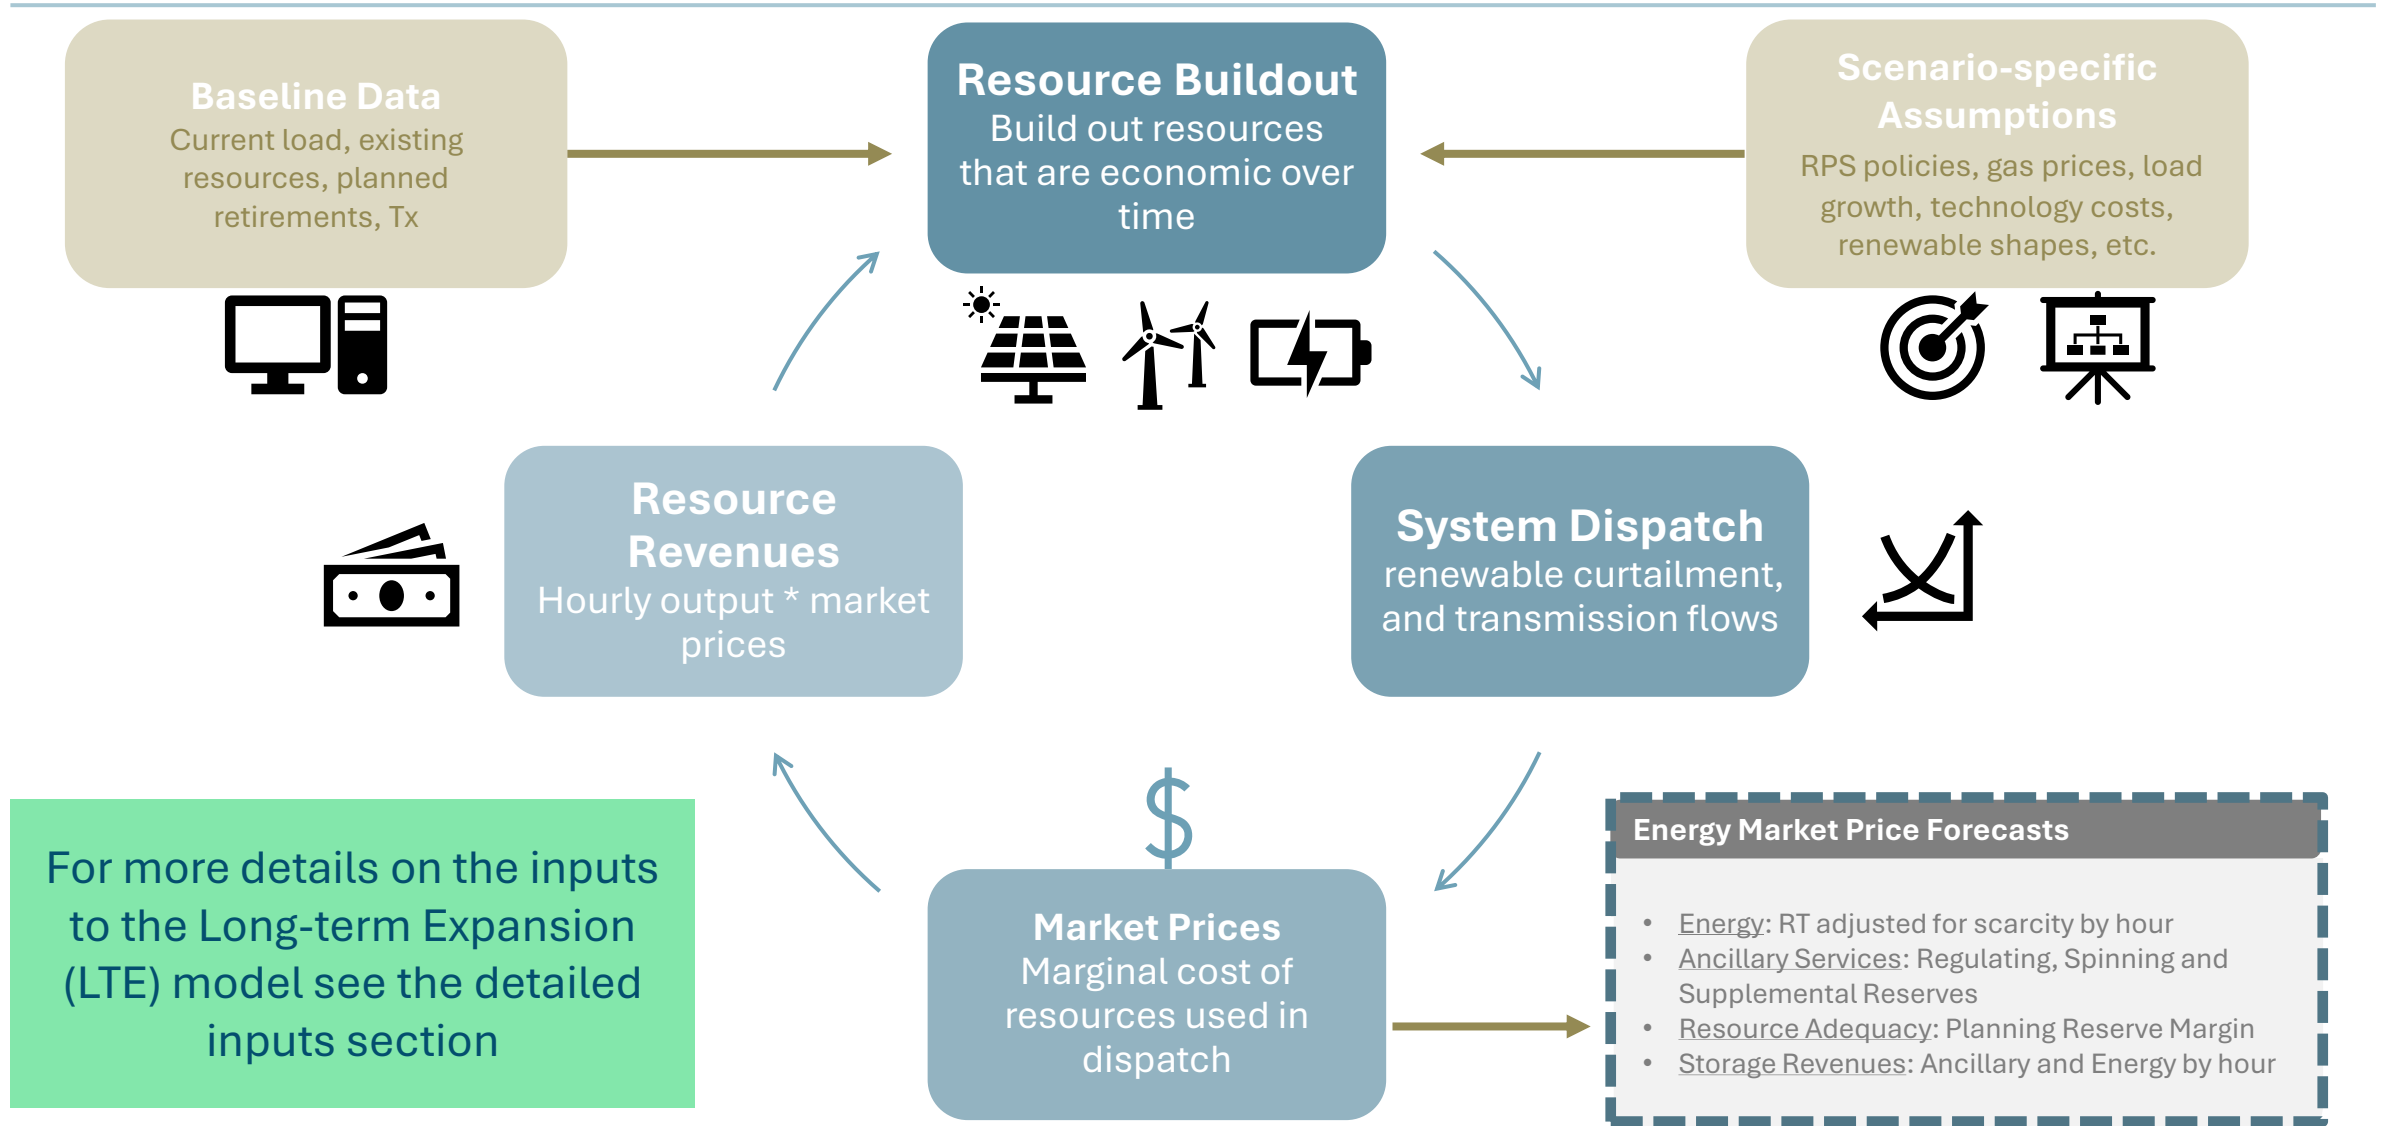 Baseline Data
Current load, existing
resources, planned
retirements, Tx
Resource Buildout
Build out resources
that are economic over
time
Scenario-specific
Assumptions
RPS policies, gas prices, load
growth, technology costs,
renewable shapes, etc.
Resource
Revenues
Hourly output * market
prices
System Dispatch
renewable curtailment,
and transmission flows
For more details on the inputs
to the Long-term Expansion
(LTE) model see the detailed
inputs section
$
Market Prices
Marginal cost of
resources used in
dispatch
Energy Market Price Forecasts
• Energy: RT adjusted for scarcity by hour
• Ancillary Services: Regulating, Spinning and
Supplemental Reserves
• Resource Adequacy: Planning Reserve Margin
• Storage Revenues: Ancillary and Energy by hour